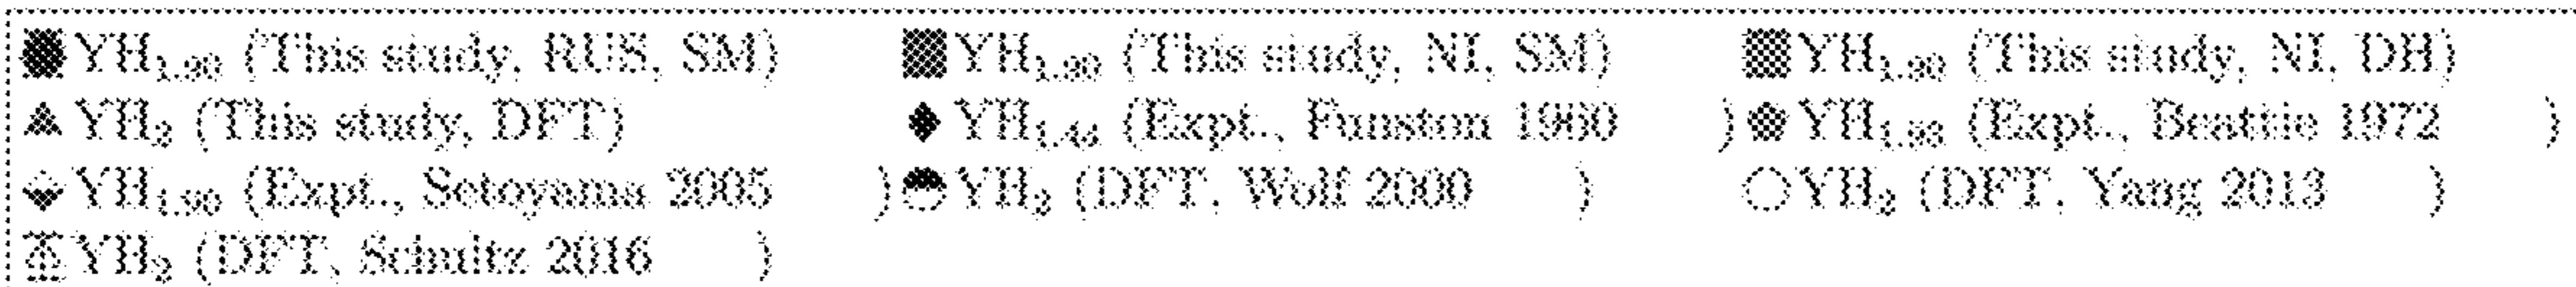 YH₁.₉₀ (This study, RUS, SM) YH₁.₉₀ (This study, NI, SM) YH₁.₉₀ (This study, NI, DH)
YH₂ (This study, DFT) YH₁.₄₄ (Expt., Funston 1960 ) YH₁.₉₃ (Expt., Beattie 1972 )
YH₁.₉₀ (Expt., Setoyama 2005 ) YH₂ (DFT, Wolf 2000 ) YH₂ (DFT, Yang 2013 )
YH₂ (DFT, Schultz 2016 )